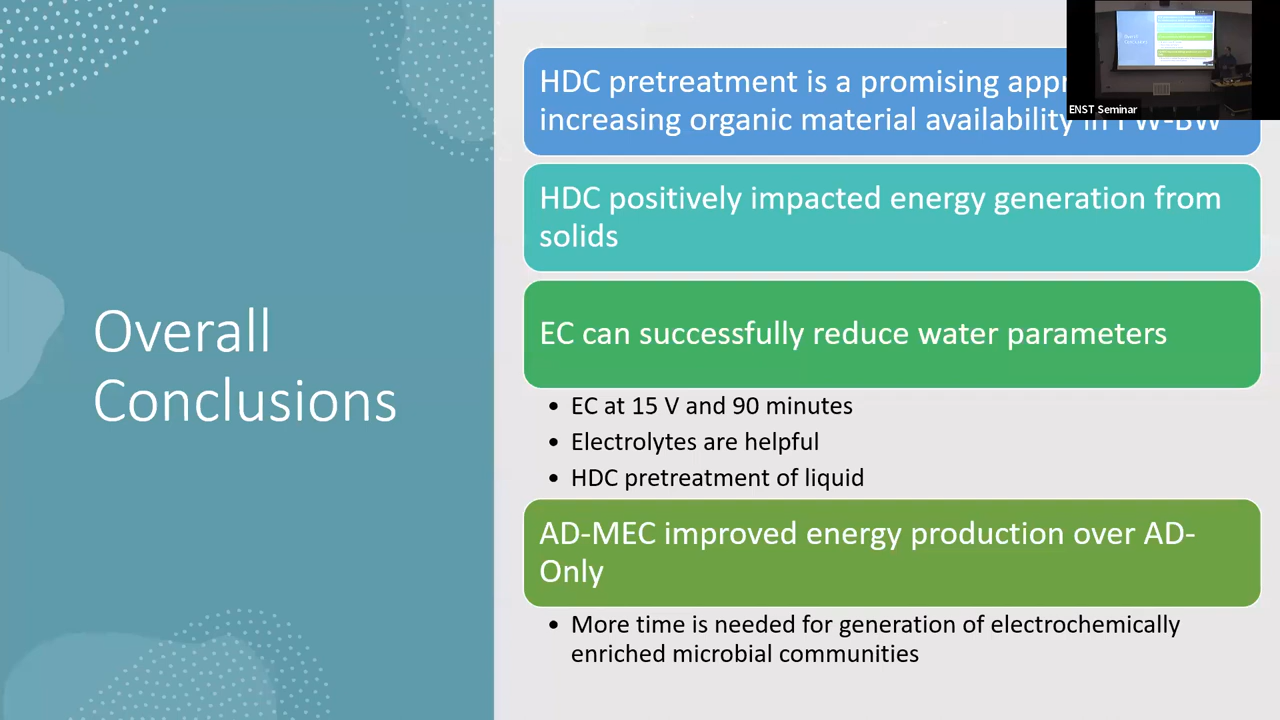 Overall
Conclusions
HDC pretreatment is a promising
increasing organic material availability in FW-BW
HDC positively impacted energy generation from
solids
EC can successfully reduce water parameters
• EC at 15 V and 90 minutes
• Electrolytes are helpful
• HDC pretreatment of liquid
AD-MEC improved energy production over AD-
Only
• More time is needed for generation of electrochemically
enriched microbial communities
ENST Seminar